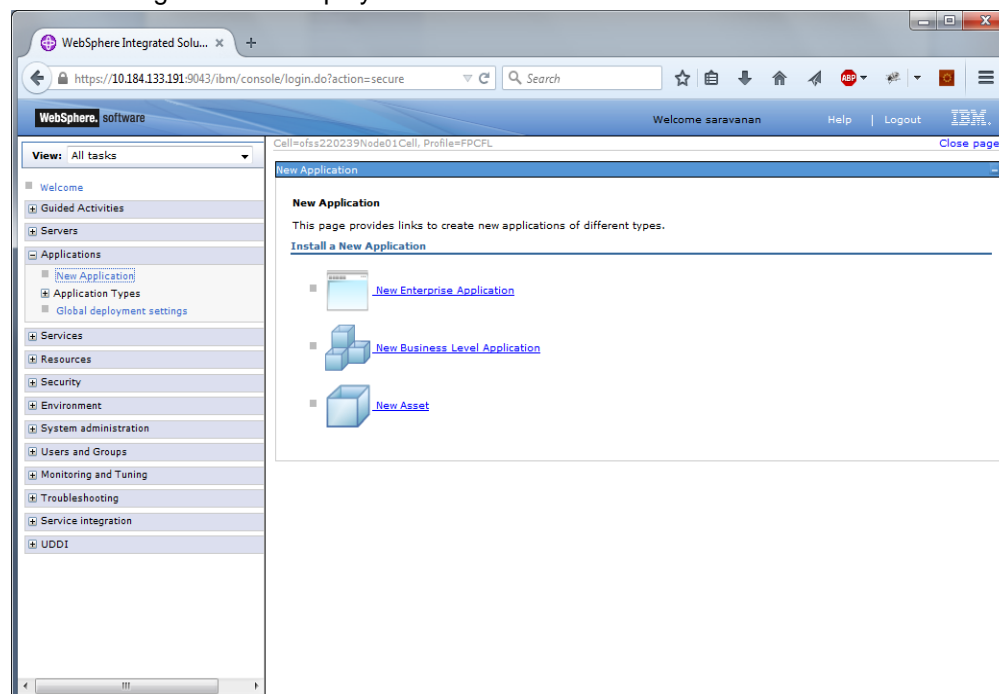 WebSphere Integrated Solu... × +
https://10.184.133.191:9043/ibm/console/login.do?action=secure
Search
ABP
WebSphere. software
Welcome saravanan
Help | Logout
IBM.
Cell=ofss220239Node01Cell, Profile=FPCFL
Close page
View: All tasks
Welcome
Guided Activities
Servers
Applications
New Application
Application Types
Global deployment settings
Services
Resources
Security
Environment
System administration
Users and Groups
Monitoring and Tuning
Troubleshooting
Service integration
UDDI
New Application
New Application
This page provides links to create new applications of different types.
Install a New Application
New Enterprise Application
New Business Level Application
New Asset